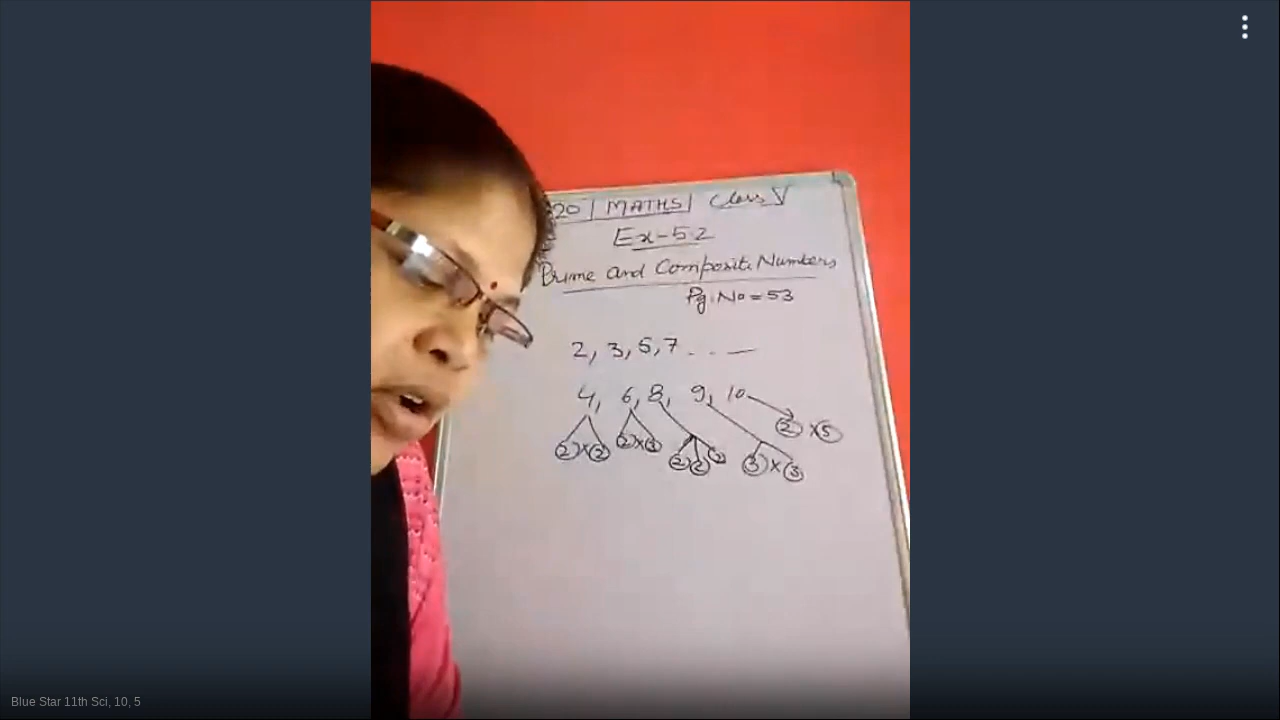 20 | MATHS | Class V
Ex-5.2
Prime and Composite Numbers
Pg. No = 53
2, 3, 5, 7 . . . —
4, 6, 8, 9, 10
2 x 5
2 x 2 2 x 3
2 2 2 3 x 3
Blue Star 11th Sci, 10, 5